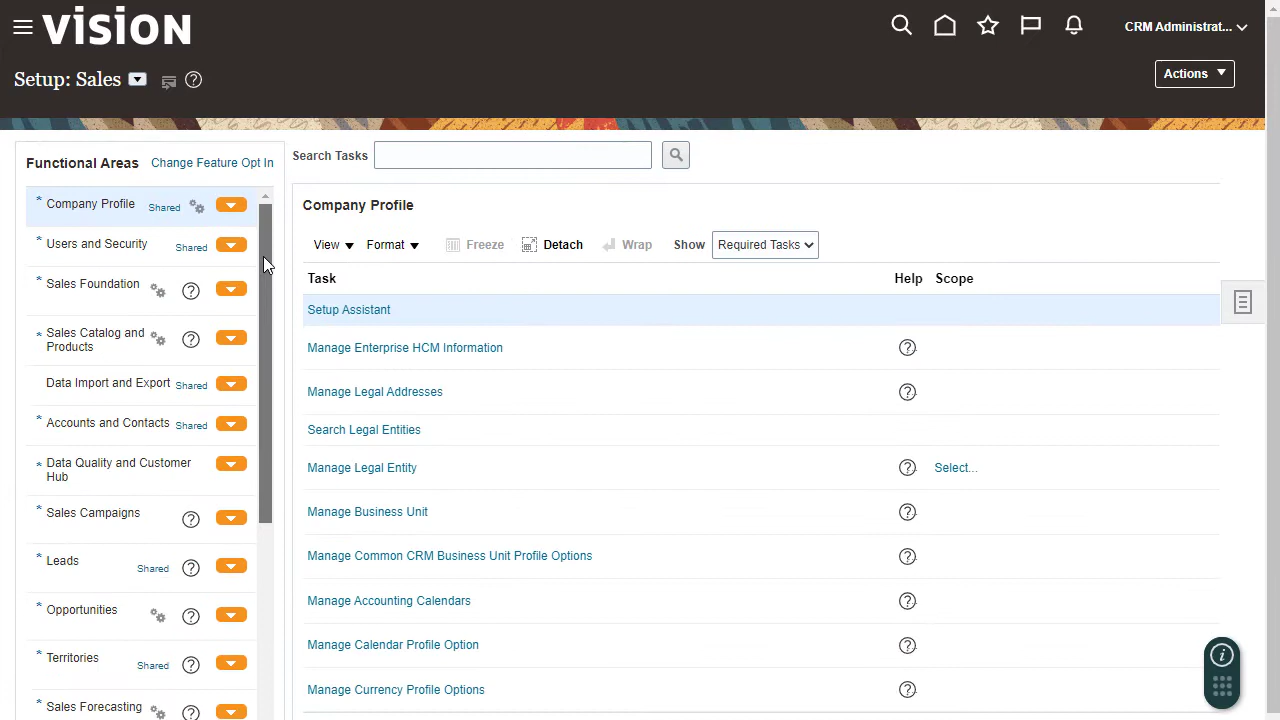 VISION
CRM Administrat...
Setup: Sales
Actions
Functional Areas
Change Feature Opt In
* Company Profile Shared
* Users and Security Shared
* Sales Foundation
* Sales Catalog and
Products
Data Import and Export Shared
* Accounts and Contacts Shared
* Data Quality and Customer
Hub
* Sales Campaigns
* Leads Shared
* Opportunities
* Territories Shared
* Sales Forecasting
Search Tasks
Company Profile
View Format Freeze Detach Wrap Show Required Tasks
Task Help Scope
Setup Assistant
Manage Enterprise HCM Information
Manage Legal Addresses
Search Legal Entities
Manage Legal Entity Select...
Manage Business Unit
Manage Common CRM Business Unit Profile Options
Manage Accounting Calendars
Manage Calendar Profile Option
Manage Currency Profile Options